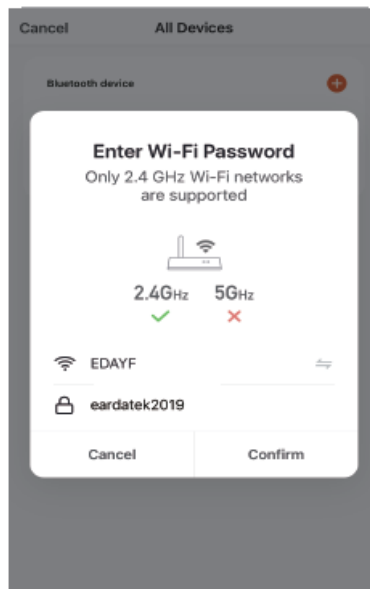 Cancel All Devices
Bluetooth device
Enter Wi-Fi Password
Only 2.4 GHz Wi-Fi networks
are supported
2.4GHz 5GHz
EDAYF
eardatek2019
Cancel Confirm